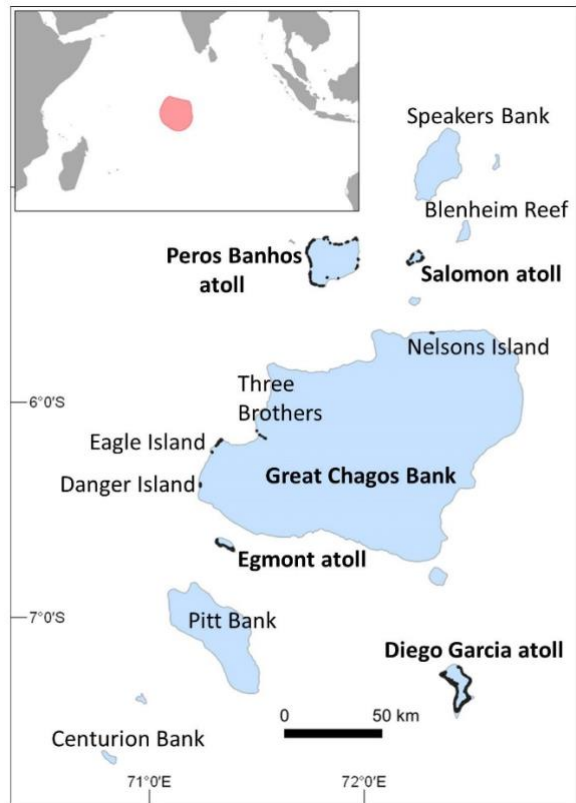 Speakers Bank
Blenheim Reef
Peros Banhos
atoll
Salomon atoll
Nelsons Island
Three
Brothers
6°0'S
Eagle Island
Great Chagos Bank
Danger Island
Egmont atoll
7°0'S
Pitt Bank
Diego Garcia atoll
0 50 km
Centurion Bank
71°0'E 72°0'E